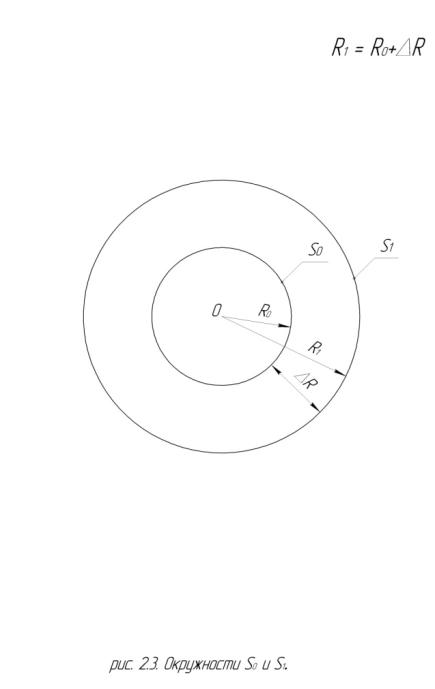 R₁ = R₀+△R
S₀
S₁
O
R₀
R₁
△R
рис. 2.3. Окружности S₀ и S₁.